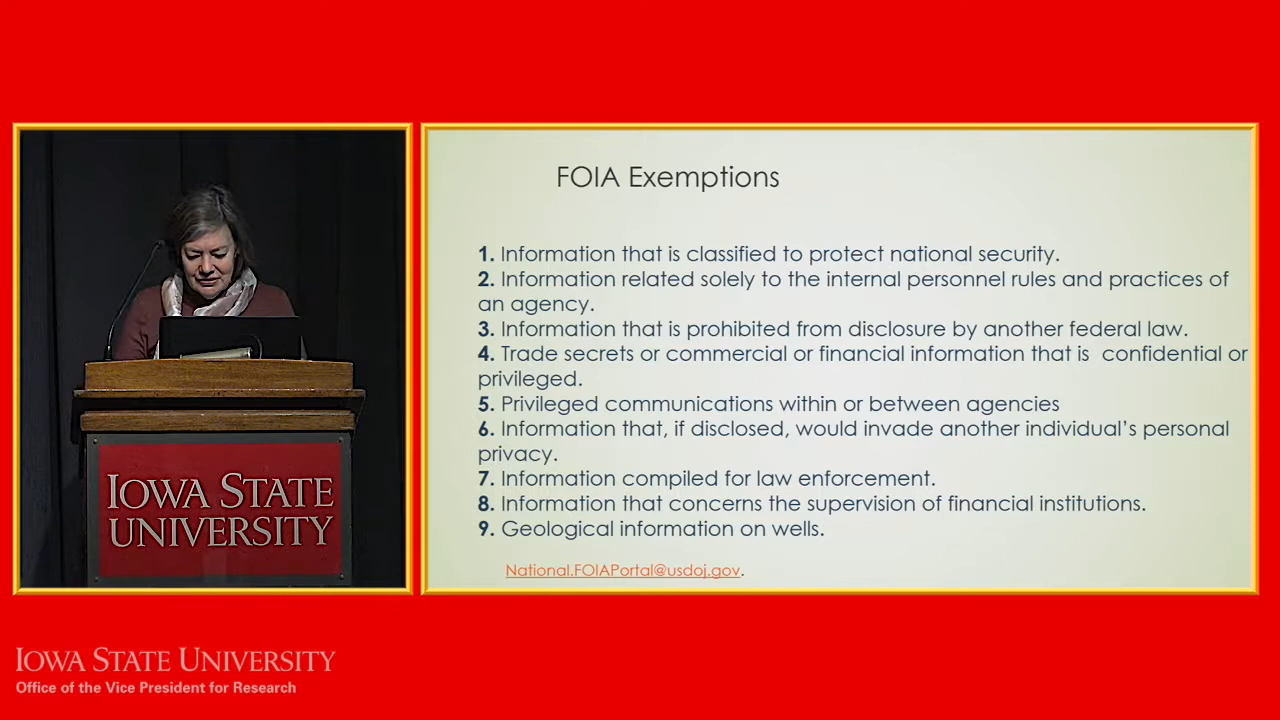 FOIA Exemptions
1. Information that is classified to protect national security.
2. Information related solely to the internal personnel rules and practices of
an agency.
3. Information that is prohibited from disclosure by another federal law.
4. Trade secrets or commercial or financial information that is confidential or
privileged.
5. Privileged communications within or between agencies
6. Information that, if disclosed, would invade another individual's personal
privacy.
7. Information compiled for law enforcement.
8. Information that concerns the supervision of financial institutions.
9. Geological information on wells.
National.FOIAPortal@usdoj.gov.
IOWA STATE
UNIVERSITY
IOWA STATE UNIVERSITY
Office of the Vice President for Research